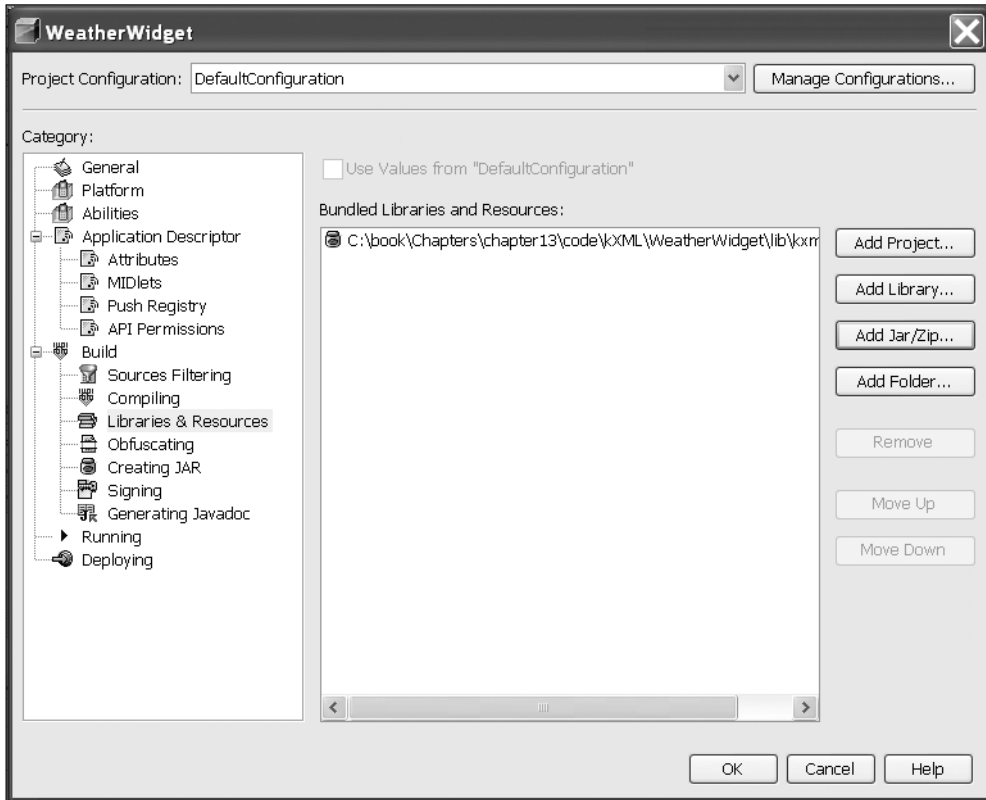 WeatherWidget
Project Configuration: DefaultConfiguration Manage Configurations...
Category:
General
Platform
Abilities
Application Descriptor
Attributes
MIDlets
Push Registry
API Permissions
Build
Sources Filtering
Compiling
Libraries & Resources
Obfuscating
Creating JAR
Signing
Generating Javadoc
Running
Deploying
Use Values from "DefaultConfiguration"
Bundled Libraries and Resources:
C:\book\Chapters\chapter13\code\kXML\WeatherWidget\lib\kxm
Add Project...
Add Library...
Add Jar/Zip...
Add Folder...
Remove
Move Up
Move Down
OK Cancel Help